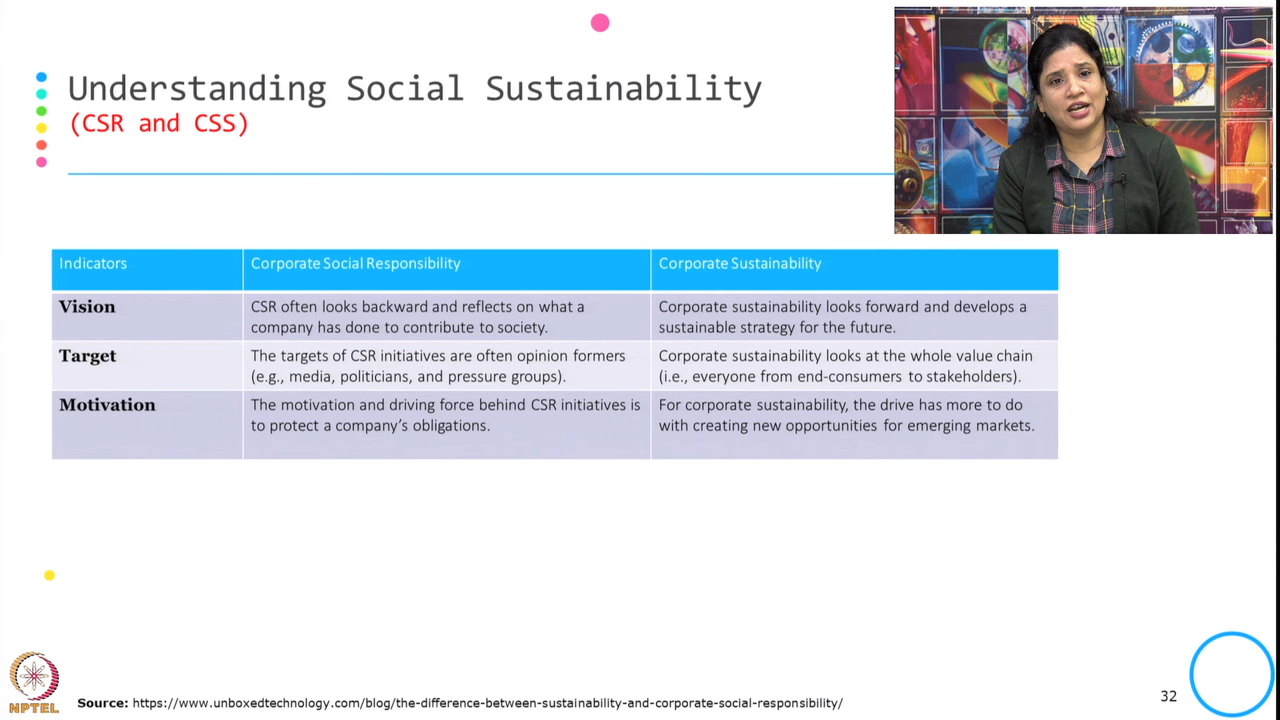 Understanding Social Sustainability
(CSR and CSS)
Indicators
Corporate Social Responsibility
Corporate Sustainability
Vision
CSR often looks backward and reflects on what a
company has done to contribute to society.
Corporate sustainability looks forward and develops a
sustainable strategy for the future.
Target
The targets of CSR initiatives are often opinion formers
(e.g., media, politicians, and pressure groups).
Corporate sustainability looks at the whole value chain
(i.e., everyone from end-consumers to stakeholders).
Motivation
The motivation and driving force behind CSR initiatives is
to protect a company’s obligations.
For corporate sustainability, the drive has more to do
with creating new opportunities for emerging markets.
NPTEL
Source: https://www.unboxedtechnology.com/blog/the-difference-between-sustainability-and-corporate-social-responsibility/
32